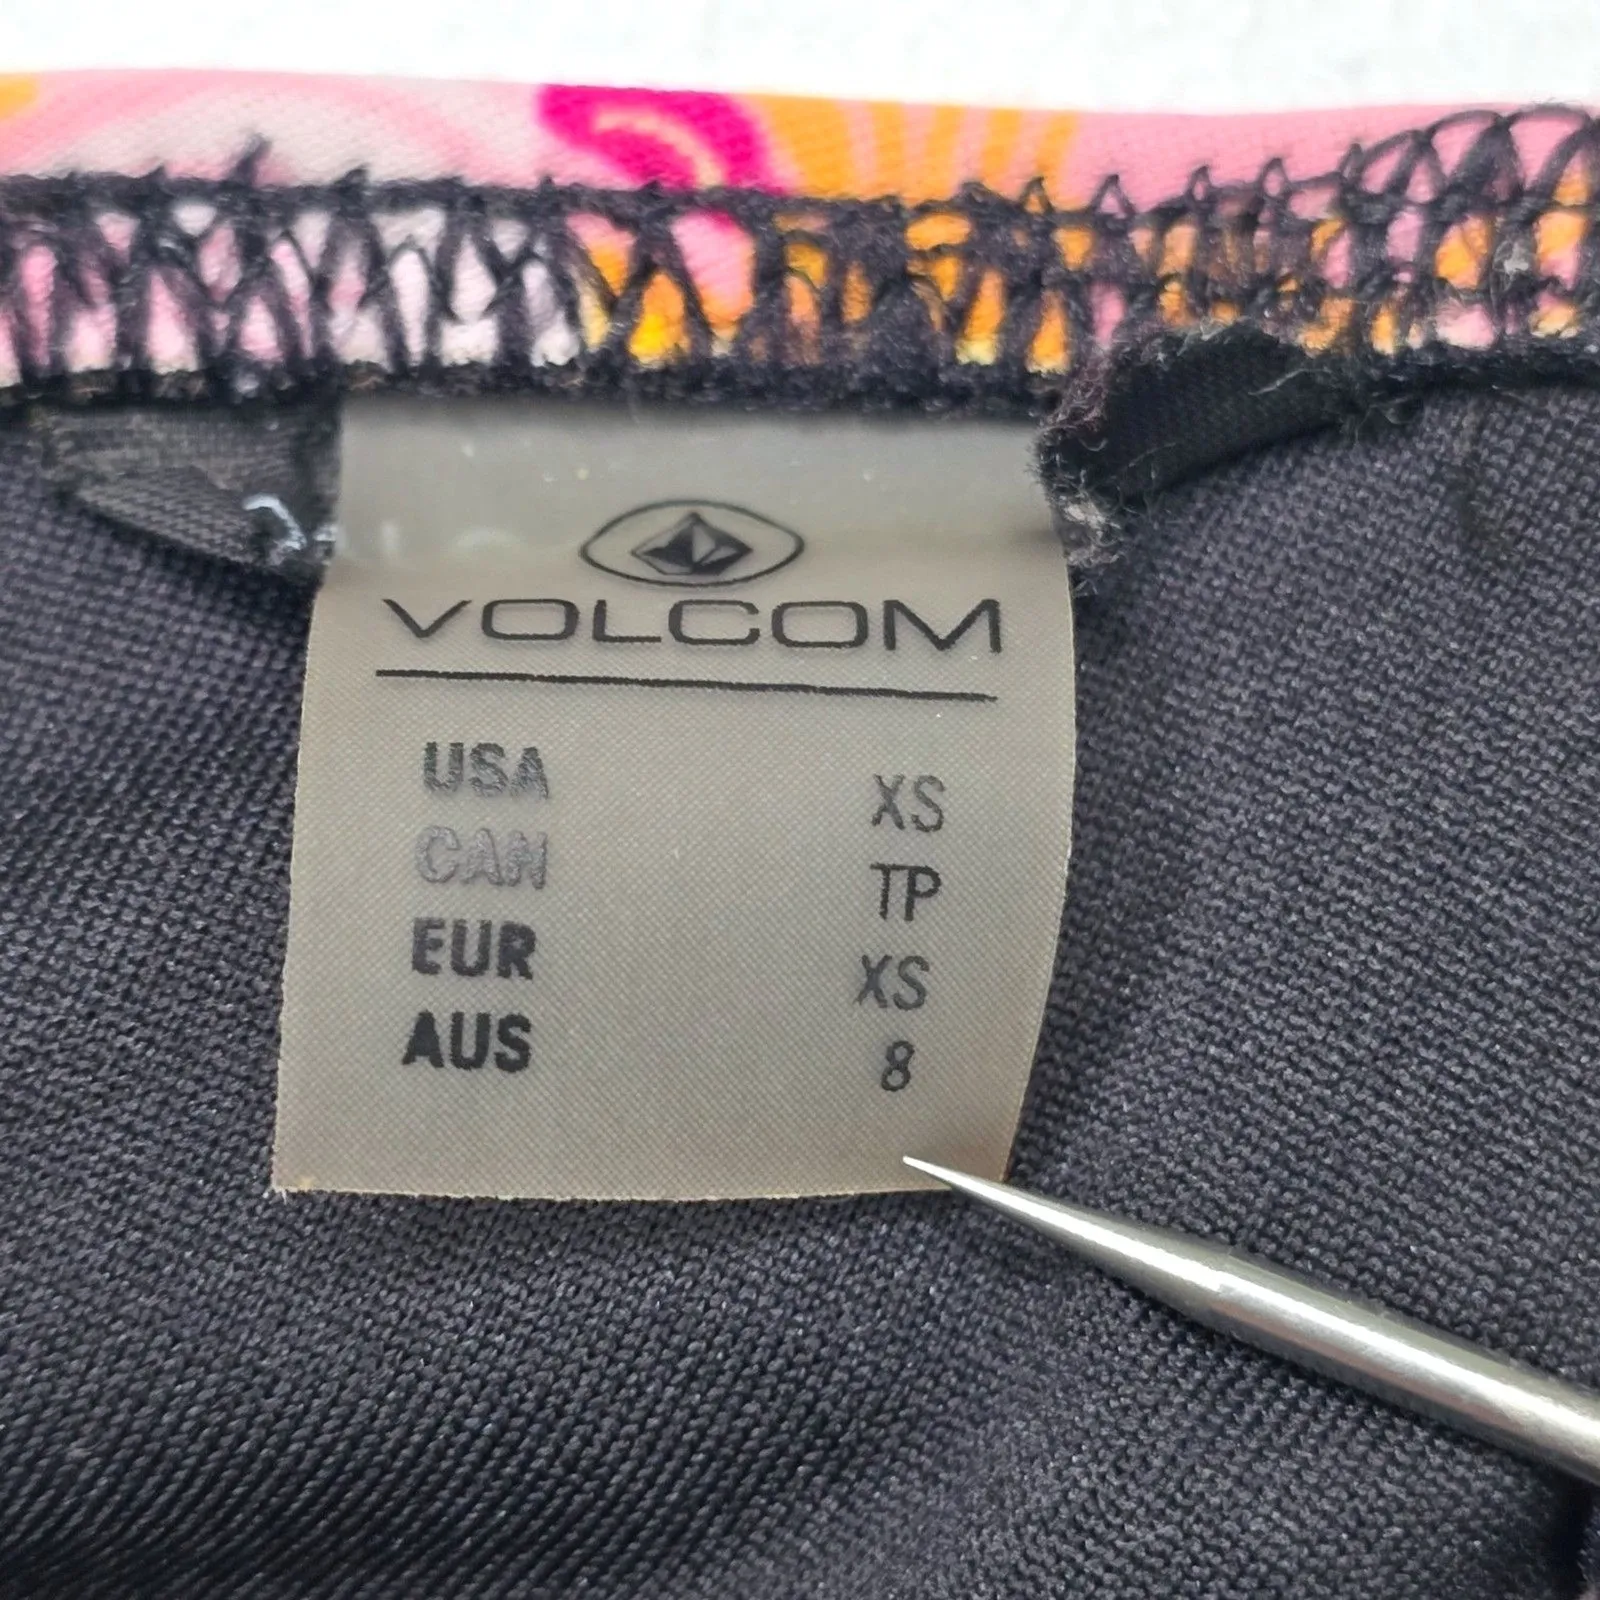 VOLCOM
USA XS
CAN TP
EUR XS
AUS 8